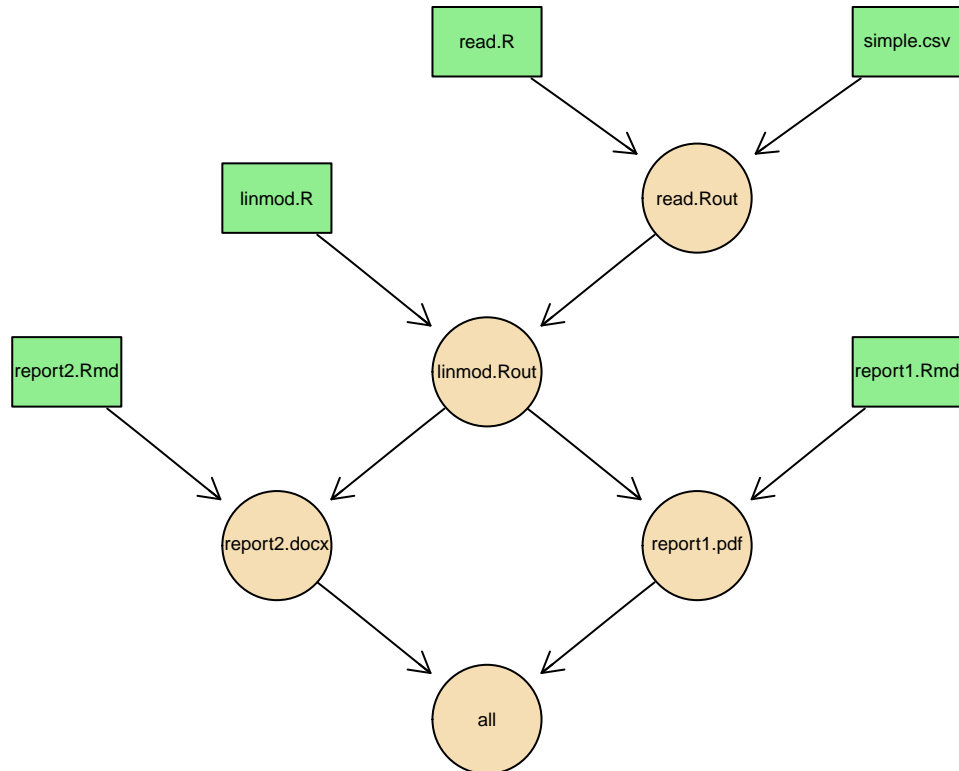 read.R
simple.csv
linmod.R
read.Rout
report2.Rmd
linmod.Rout
report1.Rmd
report2.docx
report1.pdf
all